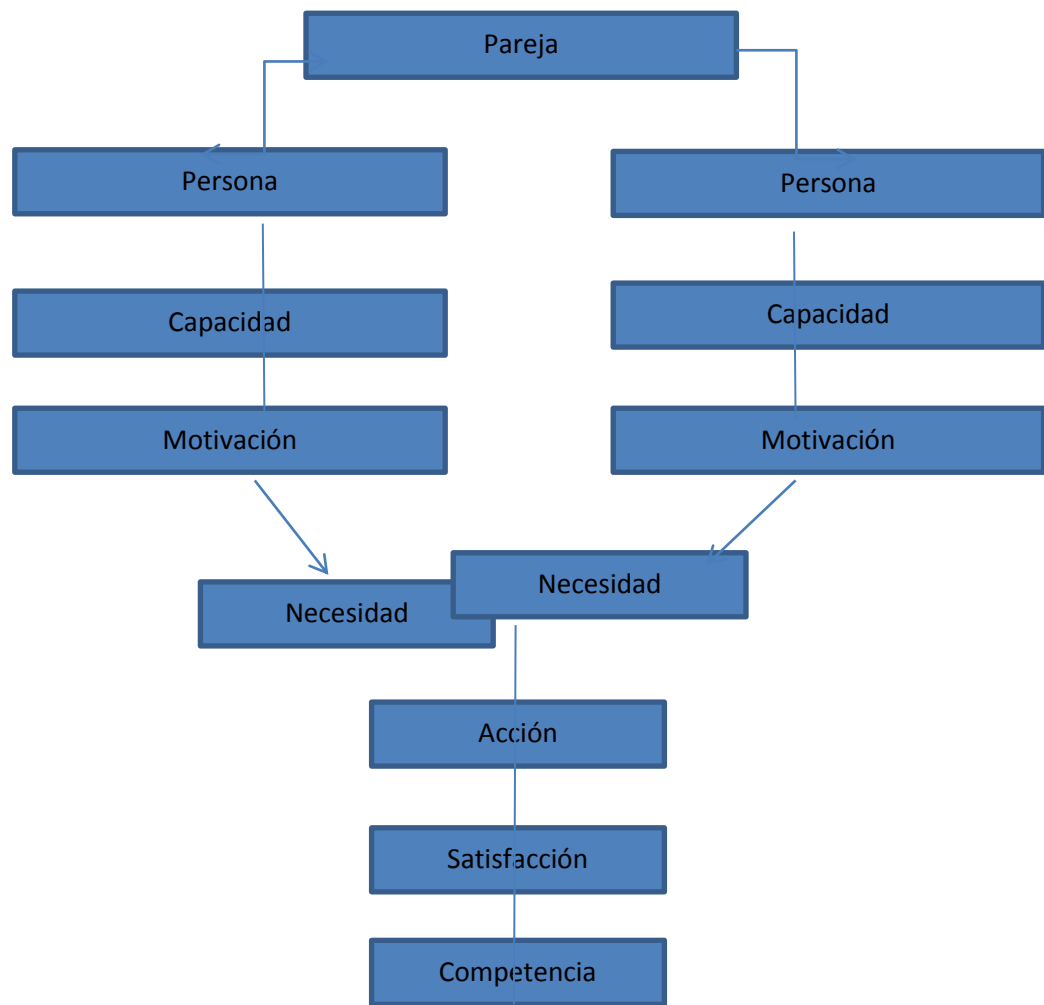 Pareja
Persona
Persona
Capacidad
Capacidad
Motivación
Motivación
Necesidad
Necesidad
Acción
Satisfacción
Competencia